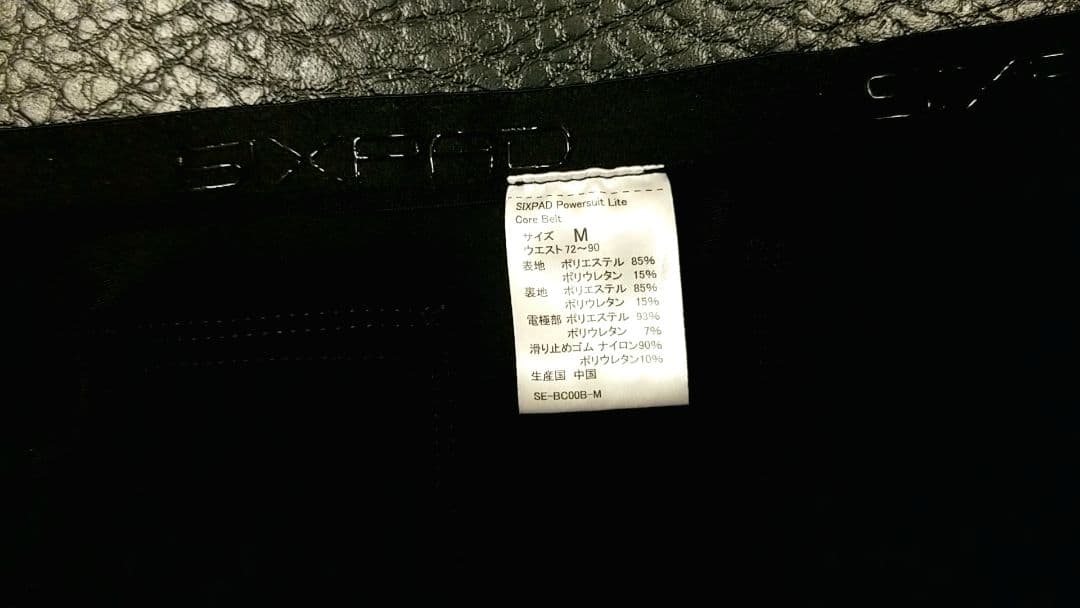 SIXPAD
SIXPAD Powersuit Lite
Core Belt
サイズ M
ウエスト72～90
表地 ポリエステル 85%
ポリウレタン 15%
裏地 ポリエステル 85%
ポリウレタン 15%
電極部 ポリエステル 93%
ポリウレタン 7%
滑り止めゴム ナイロン90%
ポリウレタン10%
生産国 中国
SE-BC00B-M